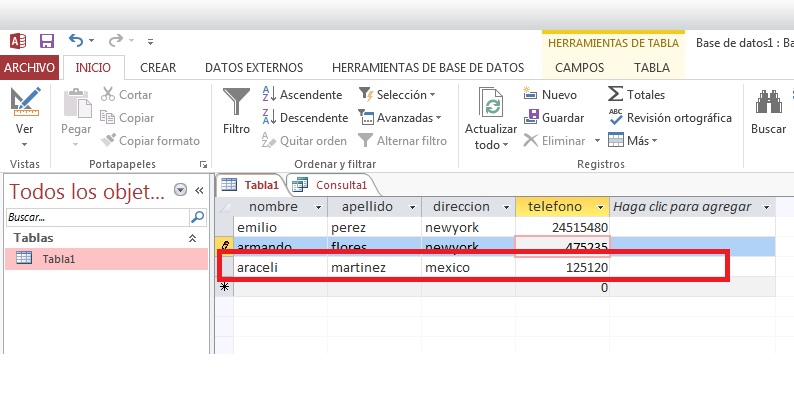 HERRAMIENTAS DE TABLA Base de datos1 : Ba
ARCHIVO INICIO CREAR DATOS EXTERNOS HERRAMIENTAS DE BASE DE DATOS CAMPOS TABLA
Ver
Vistas
Pegar
Cortar
Copiar
Copiar formato
Portapapeles
Filtro
Ascendente
Descendente
Quitar orden
Selección
Avanzadas
Alternar filtro
Ordenar y filtrar
Actualizar
todo
Nuevo
Guardar
Eliminar
Totales
Revisión ortográfica
Más
Registros
Buscar
Todos los objet... «
Buscar...
Tablas
Tabla1
Tabla1 Consulta1
nombre apellido direccion telefono Haga clic para agregar
emilio perez newyork 24515480
armando flores newyork 475235
araceli martinez mexico 125120
* 0